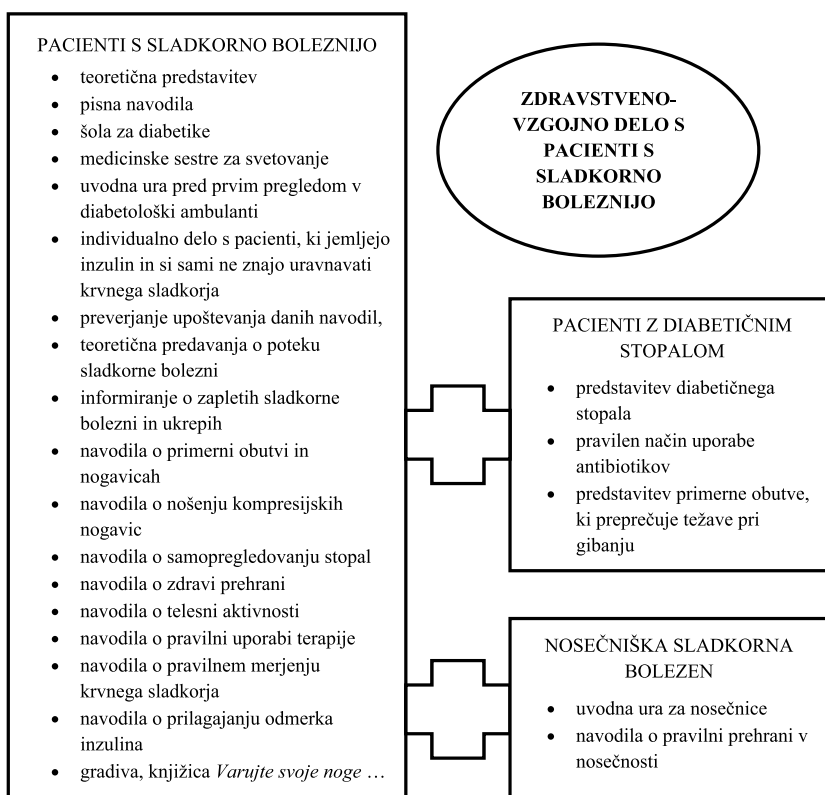 PACIENTI S SLADKORNO BOLEZNIJO
• teoretična predstavitev
• pisna navodila
• šola za diabetike
• medicinske sestre za svetovanje
• uvodna ura pred prvim pregledom v
diabetološki ambulanti
• individualno delo s pacienti, ki jemljejo
inzulin in si sami ne znajo uravnavati
krvnega sladkorja
• preverjanje upoštevanja danih navodil,
• teoretična predavanja o poteku
sladkorne bolezni
• informiranje o zapletih sladkorne
bolezni in ukrepih
• navodila o primerni obutvi in
nogavicah
• navodila o nošenju kompresijskih
nogavic
• navodila o samopregledovanju stopal
• navodila o zdravi prehrani
• navodila o telesni aktivnosti
• navodila o pravilni uporabi terapije
• navodila o pravilnem merjenju
krvnega sladkorja
• navodila o prilagajanju odmerka
inzulina
• gradiva, knjižica Varujte svoje noge …
ZDRAVSTVENO-
VZGOJNO DELO S
PACIENTI S
SLADKORNO
BOLEZNIJO
PACIENTI Z DIABETIČNIM
STOPALOM
• predstavitev diabetičnega
stopala
• pravilen način uporabe
antibiotikov
• predstavitev primerne obutve,
ki preprečuje težave pri
gibanju
NOSEČNIŠKA SLADKORNA
BOLEZEN
• uvodna ura za nosečnice
• navodila o pravilni prehrani v
nosečnosti